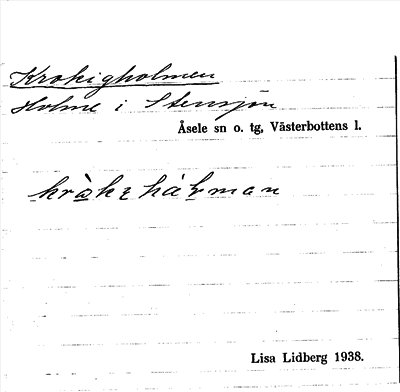 Krokigholmen
Holme i Stensjön
Åsele sn o. tg, Västerbottens l.
Lisa Lidberg 1938.